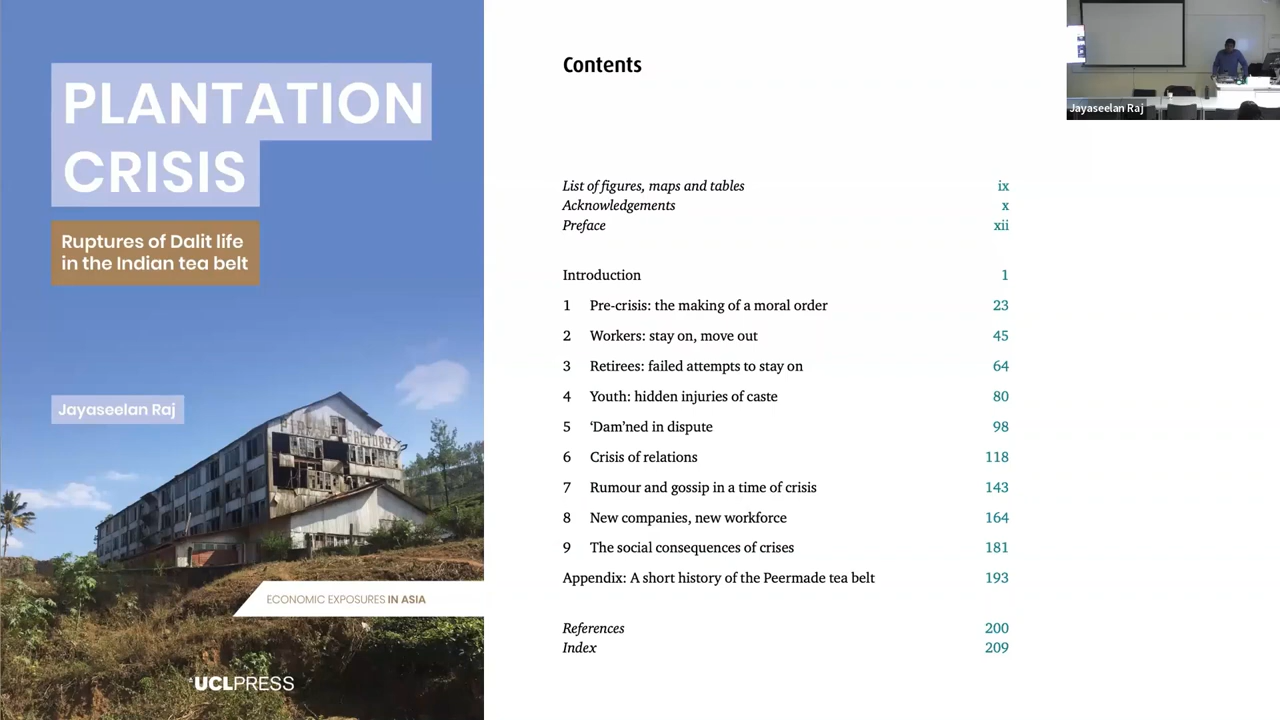 PLANTATION
CRISIS
Ruptures of Dalit life
in the Indian tea belt
Jayaseelan Raj
ECONOMIC EXPOSURES IN ASIA
UCLPRESS
Contents
List of figures, maps and tables ix
Acknowledgements x
Preface xii
Introduction 1
1 Pre-crisis: the making of a moral order 23
2 Workers: stay on, move out 45
3 Retirees: failed attempts to stay on 64
4 Youth: hidden injuries of caste 80
5 ‘Dam’ned in dispute 98
6 Crisis of relations 118
7 Rumour and gossip in a time of crisis 143
8 New companies, new workforce 164
9 The social consequences of crises 181
Appendix: A short history of the Peermade tea belt 193
References 200
Index 209
Jayaseelan Raj